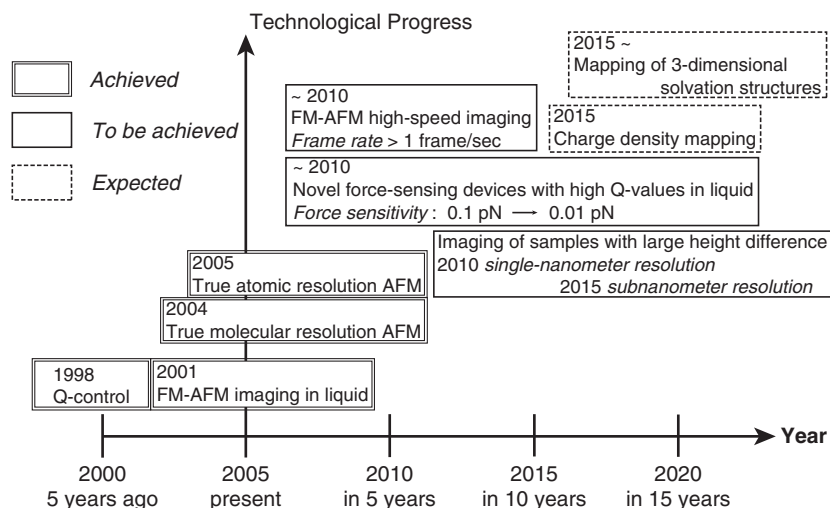 Technological Progress
Achieved
To be achieved
Expected
2015 ~
Mapping of 3-dimensional
solvation structures
~ 2010
FM-AFM high-speed imaging
Frame rate > 1 frame/sec
2015
Charge density mapping
~ 2010
Novel force-sensing devices with high Q-values in liquid
Force sensitivity : 0.1 pN → 0.01 pN
Imaging of samples with large height difference
2010 single-nanometer resolution
2015 subnanometer resolution
2005
True atomic resolution AFM
2004
True molecular resolution AFM
1998
Q-control
2001
FM-AFM imaging in liquid
Year
2000 2005 2010 2015 2020
5 years ago present in 5 years in 10 years in 15 years